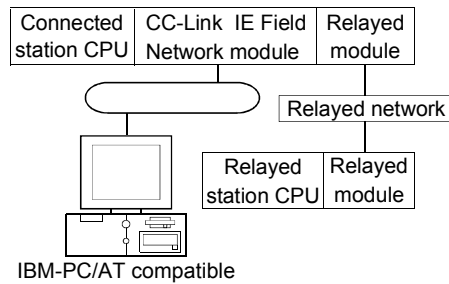 Connected station CPU
CC-Link IE Field Network module
Relayed module
Relayed network
Relayed station CPU
Relayed module
IBM-PC/AT compatible